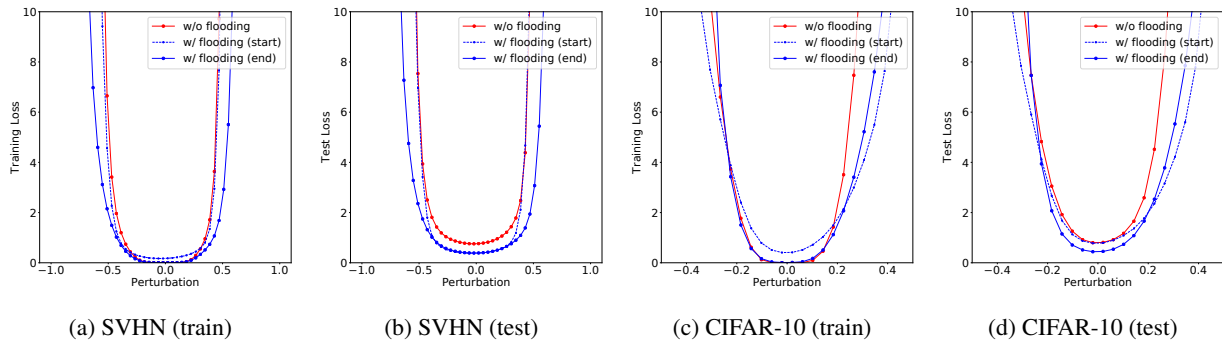 w/o flooding
w/ flooding (start)
w/ flooding (end)
Training Loss
10
8
6
4
2
0
−1.0
−0.5
0.0
0.5
1.0
Perturbation
(a) SVHN (train)
w/o flooding
w/ flooding (start)
w/ flooding (end)
Test Loss
10
8
6
4
2
0
−1.0
−0.5
0.0
0.5
1.0
Perturbation
(b) SVHN (test)
w/o flooding
w/ flooding (start)
w/ flooding (end)
Training Loss
10
8
6
4
2
0
−0.4
−0.2
0.0
0.2
0.4
Perturbation
(c) CIFAR-10 (train)
w/o flooding
w/ flooding (start)
w/ flooding (end)
Test Loss
10
8
6
4
2
0
−0.4
−0.2
0.0
0.2
0.4
Perturbation
(d) CIFAR-10 (test)